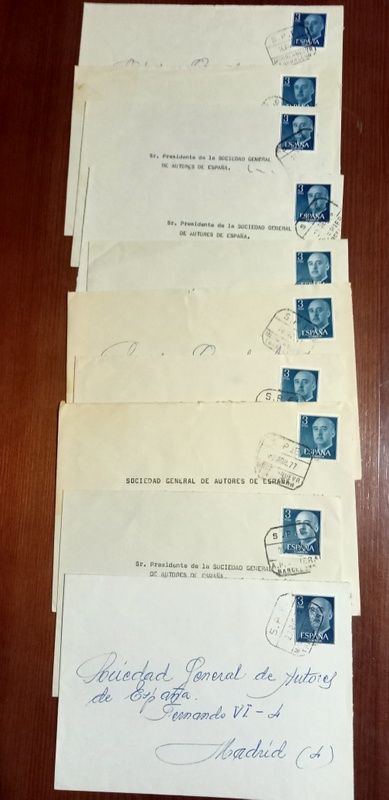 3
ESPAÑA
3
3
ESPAÑA
Sr. Presidente de la SOCIEDAD GENERAL
DE AUTORES DE ESPAÑA.
3
ESPAÑA
Sr. Presidente de la SOCIEDAD GENERAL
DE AUTORES DE ESPAÑA.
3
3
ESPAÑA
S.P.
3
S.P.
3
ESPAÑA
S.P.
SOCIEDAD GENERAL DE AUTORES DE ESPAÑA
3
ESPAÑA
S.P.
BARCELONA
Sr. Presidente de la SOCIEDAD GENERAL
DE AUTORES DE ESPAÑA
3
ESPAÑA
S.P.
Sociedad General de Autores
de España.
Fernando VI-4
Madrid (4)